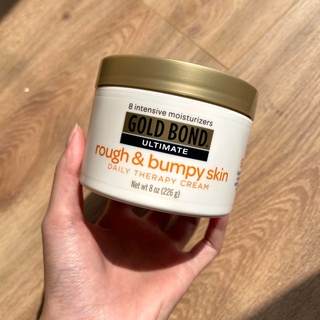 8 intensive moisturizers
GOLD BOND
ULTIMATE
rough & bumpy skin
DAILY THERAPY CREAM
Net wt 8 oz (226 g)